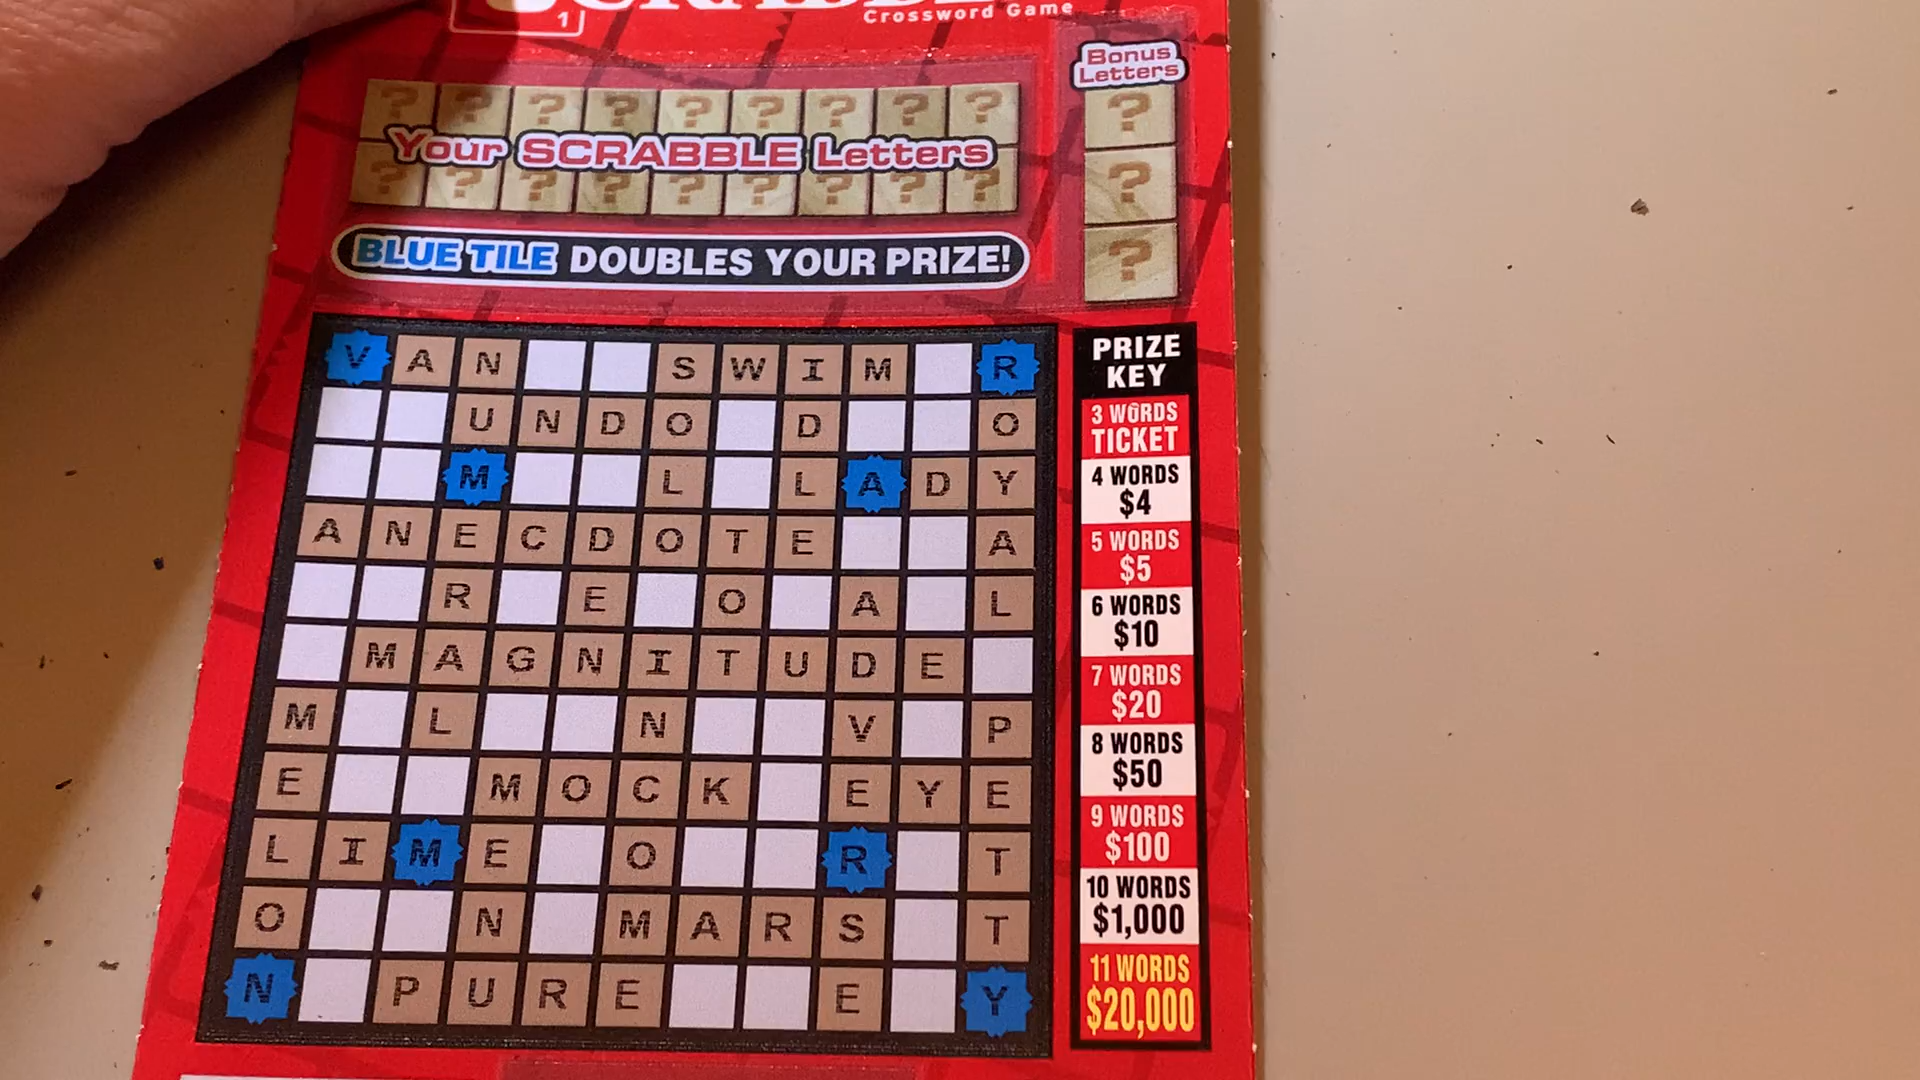 1
Crossword Game
Bonus
Letters
? ? ? ? ? ? ? ? ?
Your SCRABBLE Letters
? ? ? ? ? ? ? ? ?
?
?
?
BLUE TILE DOUBLES YOUR PRIZE!
V A N S W I M R
U N D O D O
M L L A D Y
A N E C D O T E A
R E O A L
M A G N I T U D E
M L N V P
E M O C K E Y E
L I M E O R T
O N M A R S T
N P U R E E Y
PRIZE
KEY
3 WORDS
TICKET
4 WORDS
$4
5 WORDS
$5
6 WORDS
$10
7 WORDS
$20
8 WORDS
$50
9 WORDS
$100
10 WORDS
$1,000
11 WORDS
$20,000